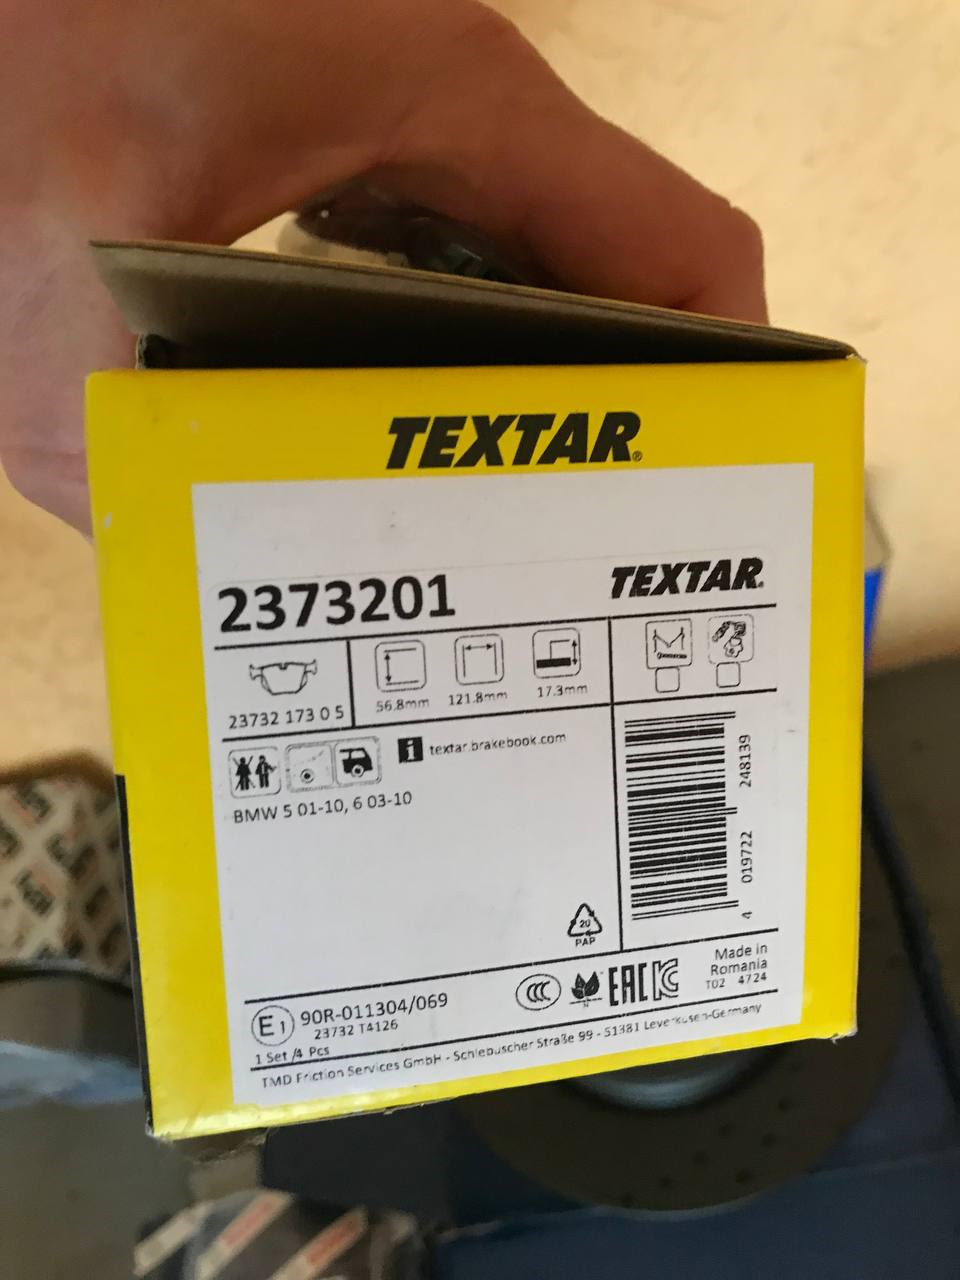 TEXTAR®
2373201
TEXTAR®
23732 173 0 5
56.8mm
121.8mm
17.3mm
i textar.brakebook.com
BMW 5 01-10, 6 03-10
4 019722 248139
20
PAP
E1 90R-011304/069
23732 T4126
1 Set /4 Pcs
CCC
EAC
KC
Made in
Romania
T02 4724
TMD Friction Services GmbH - Schlebuscher Straße 99 - 51381 Leverkusen-Germany